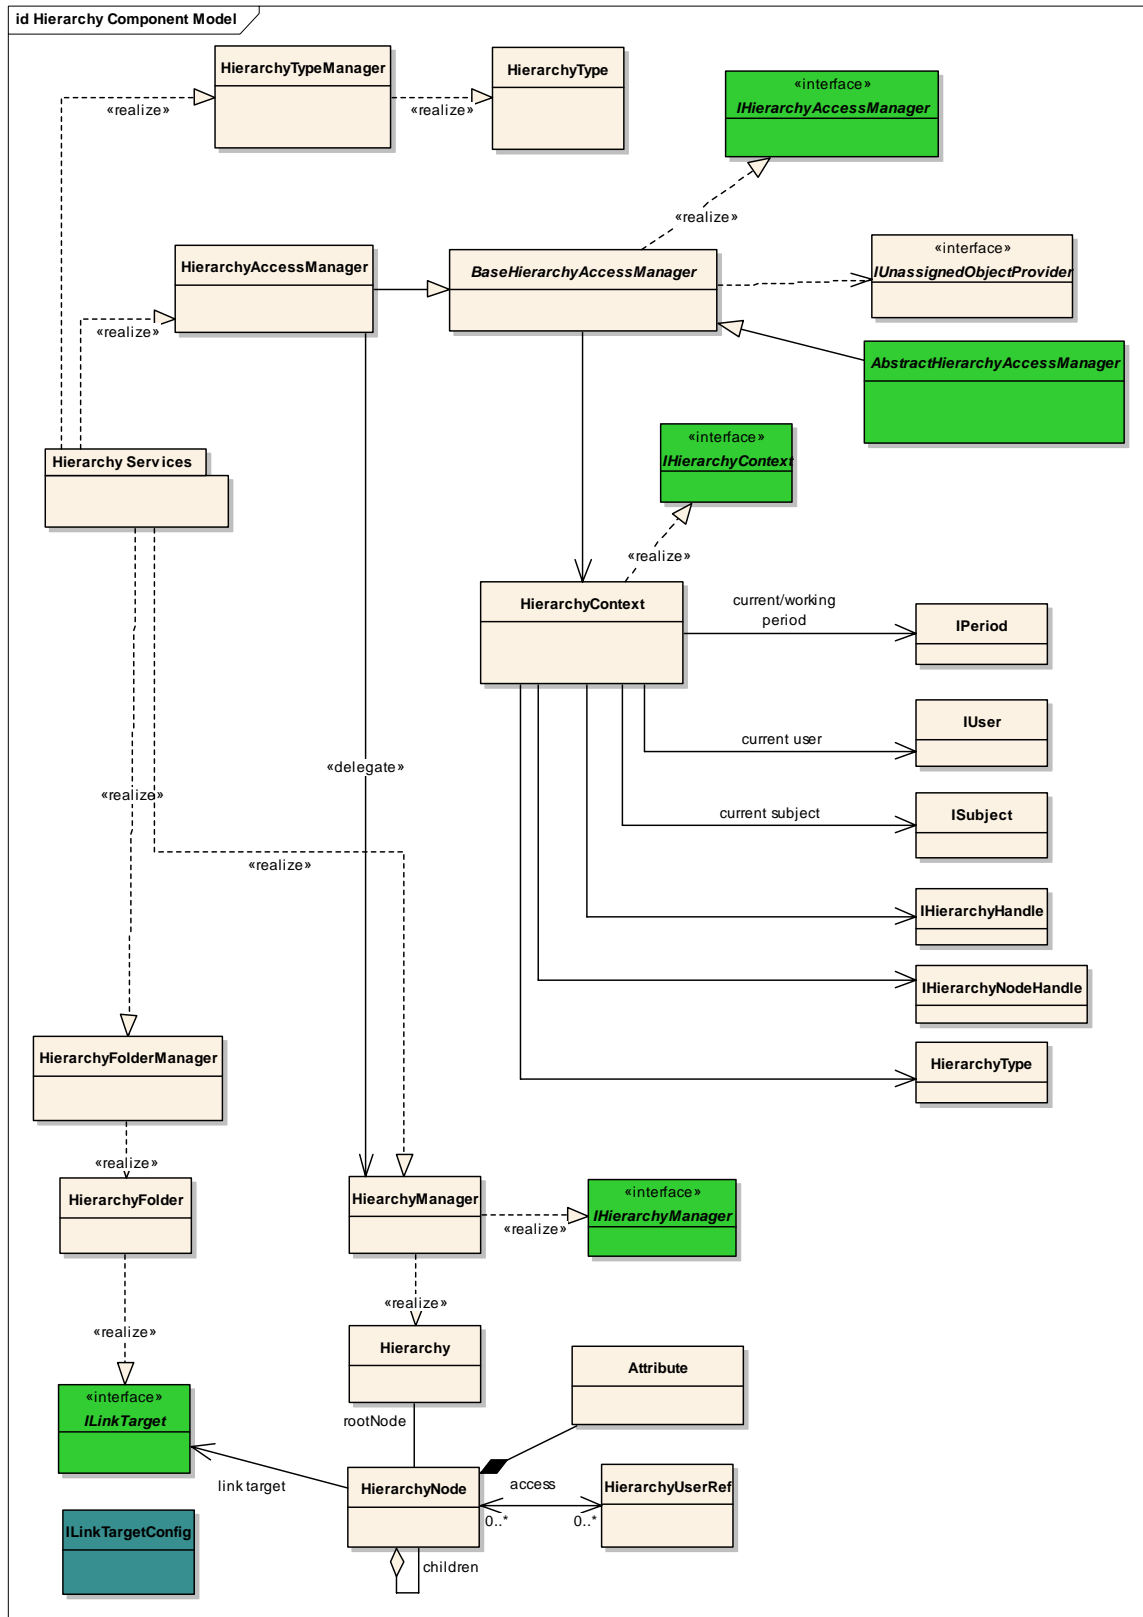 id Hierarchy Component Model
HierarchyTypeManager
HierarchyType
«interface»
IHierarchyAccessManager
«realize»
«realize»
«realize»
HierarchyAccessManager
BaseHierarchyAccessManager
«interface»
IUnassignedObjectProvider
«realize»
AbstractHierarchyAccessManager
Hierarchy Services
«interface»
IHierarchyContext
«realize»
HierarchyContext
current/working
period
IPeriod
IUser
current user
«delegate»
«realize»
current subject
ISubject
«realize»
IHierarchyHandle
IHierarchyNodeHandle
HierarchyFolderManager
HierarchyType
«realize»
HierarchyFolder
HiearchyManager
«interface»
IHierarchyManager
«realize»
«realize»
«realize»
Hierarchy
Attribute
«interface»
ILinkTarget
rootNode
link target
HierarchyNode
access
HierarchyUserRef
0..*
0..*
ILinkTargetConfig
children